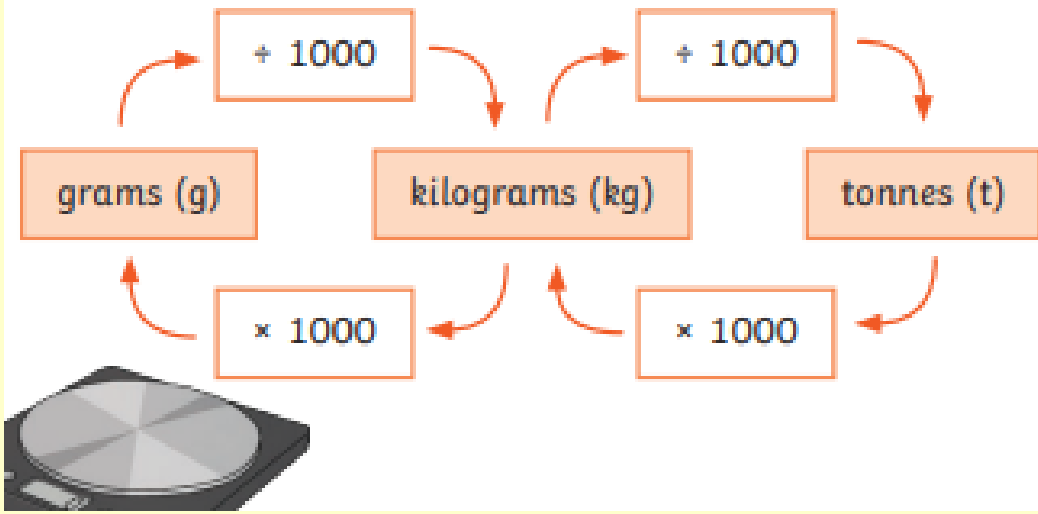 ÷ 1000
÷ 1000
grams (g)
kilograms (kg)
tonnes (t)
× 1000
× 1000